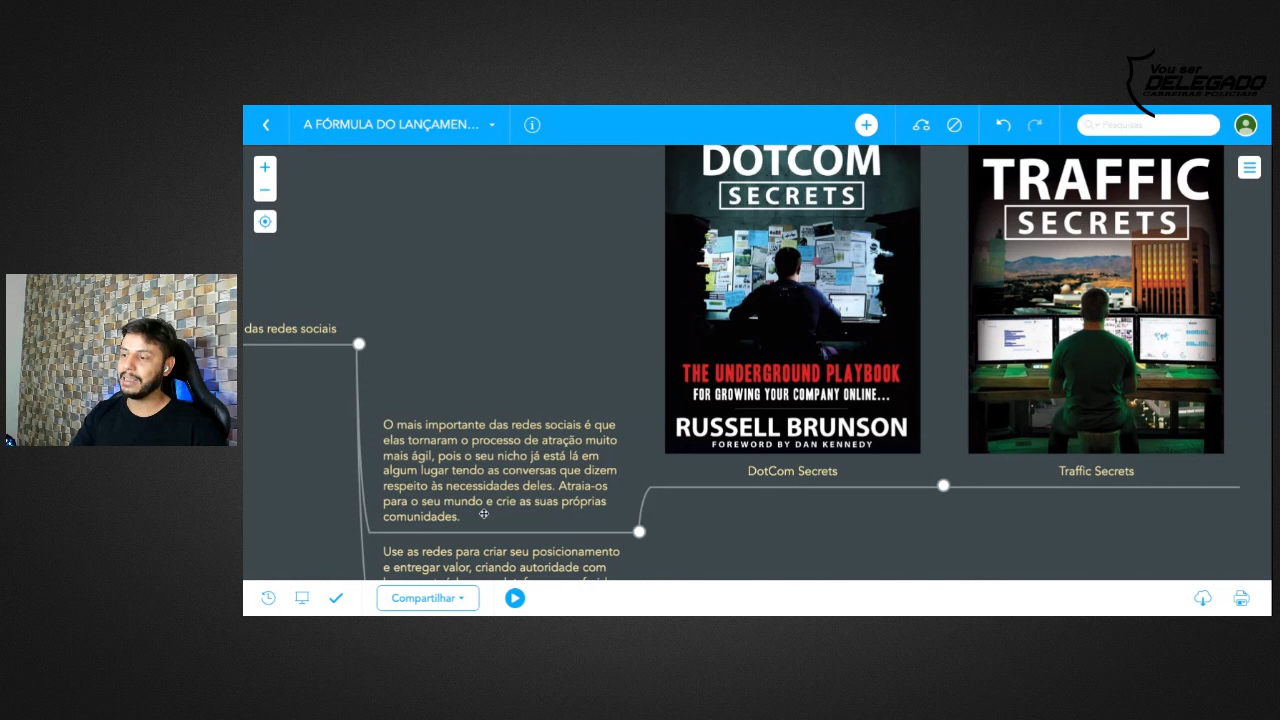 Vou ser
DELEGADO
CARREIRAS POLICIAIS
A FÓRMULA DO LANÇAMEN...
Pesquisar
DOTCOM
SECRETS
THE UNDERGROUND PLAYBOOK
FOR GROWING YOUR COMPANY ONLINE...
RUSSELL BRUNSON
FOREWORD BY DAN KENNEDY
TRAFFIC
SECRETS
das redes sociais
O mais importante das redes sociais é que
elas tornaram o processo de atração muito
mais ágil, pois o seu nicho já está lá em
algum lugar tendo as conversas que dizem
respeito às necessidades deles. Atraia-os
para o seu mundo e crie as suas próprias
comunidades.
DotCom Secrets
Traffic Secrets
Use as redes para criar seu posicionamento
e entregar valor, criando autoridade com
Compartilhar